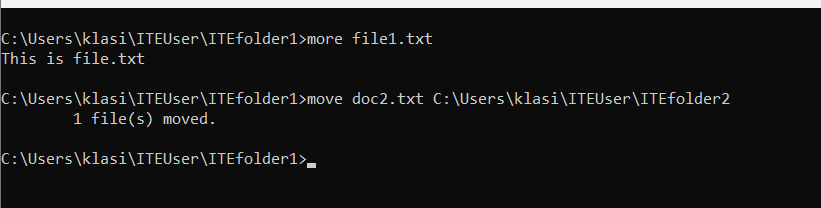 C:\Users\klasi\ITEUser\ITEfolder1>more file1.txt
This is file.txt
C:\Users\klasi\ITEUser\ITEfolder1>move doc2.txt C:\Users\klasi\ITEUser\ITEfolder2
        1 file(s) moved.
C:\Users\klasi\ITEUser\ITEfolder1>